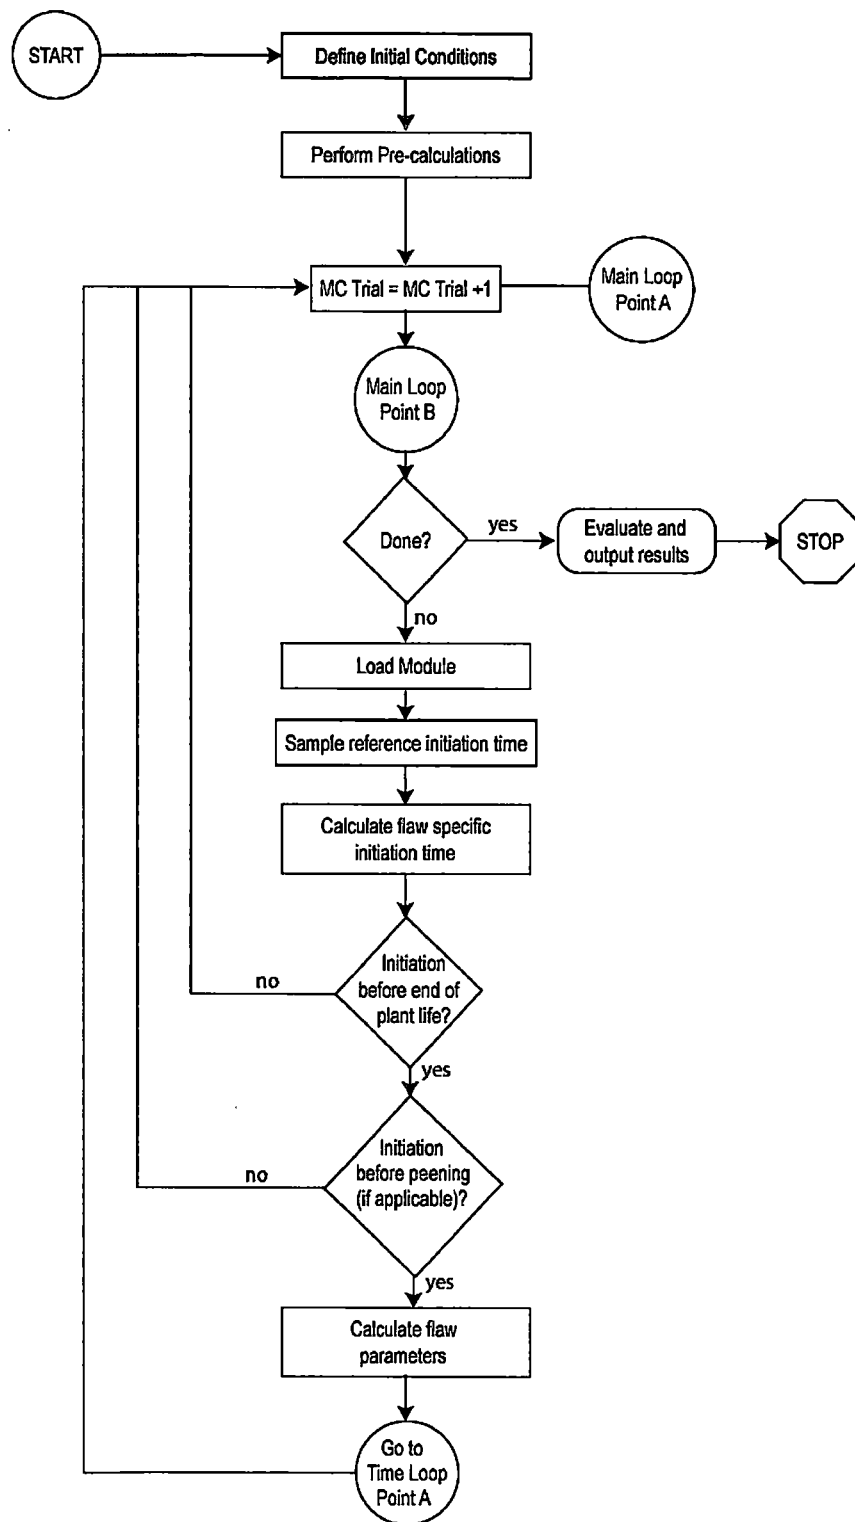 START
Define Initial Conditions
Perform Pre-calculations
MC Trial = MC Trial +1
Main Loop
Point A
Main Loop
Point B
Done?
yes
Evaluate and
output results
STOP
no
Load Module
Sample reference initiation time
Calculate flaw specific
initiation time
Initiation
before end of
plant life?
no
yes
Initiation
before peening
(if applicable)?
no
yes
Calculate flaw
parameters
Go to
Time Loop
Point A